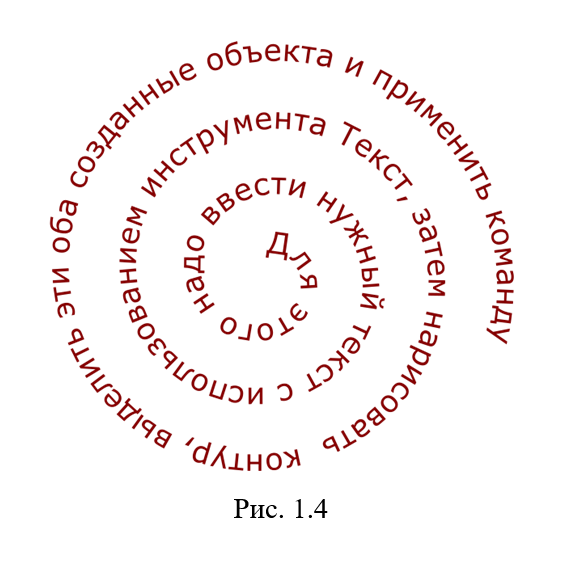 Для этого надо ввести нужный текст с использованием инструмента Текст, затем нарисовать контур, выделить эти оба созданные объекта и применить команду
Рис. 1.4